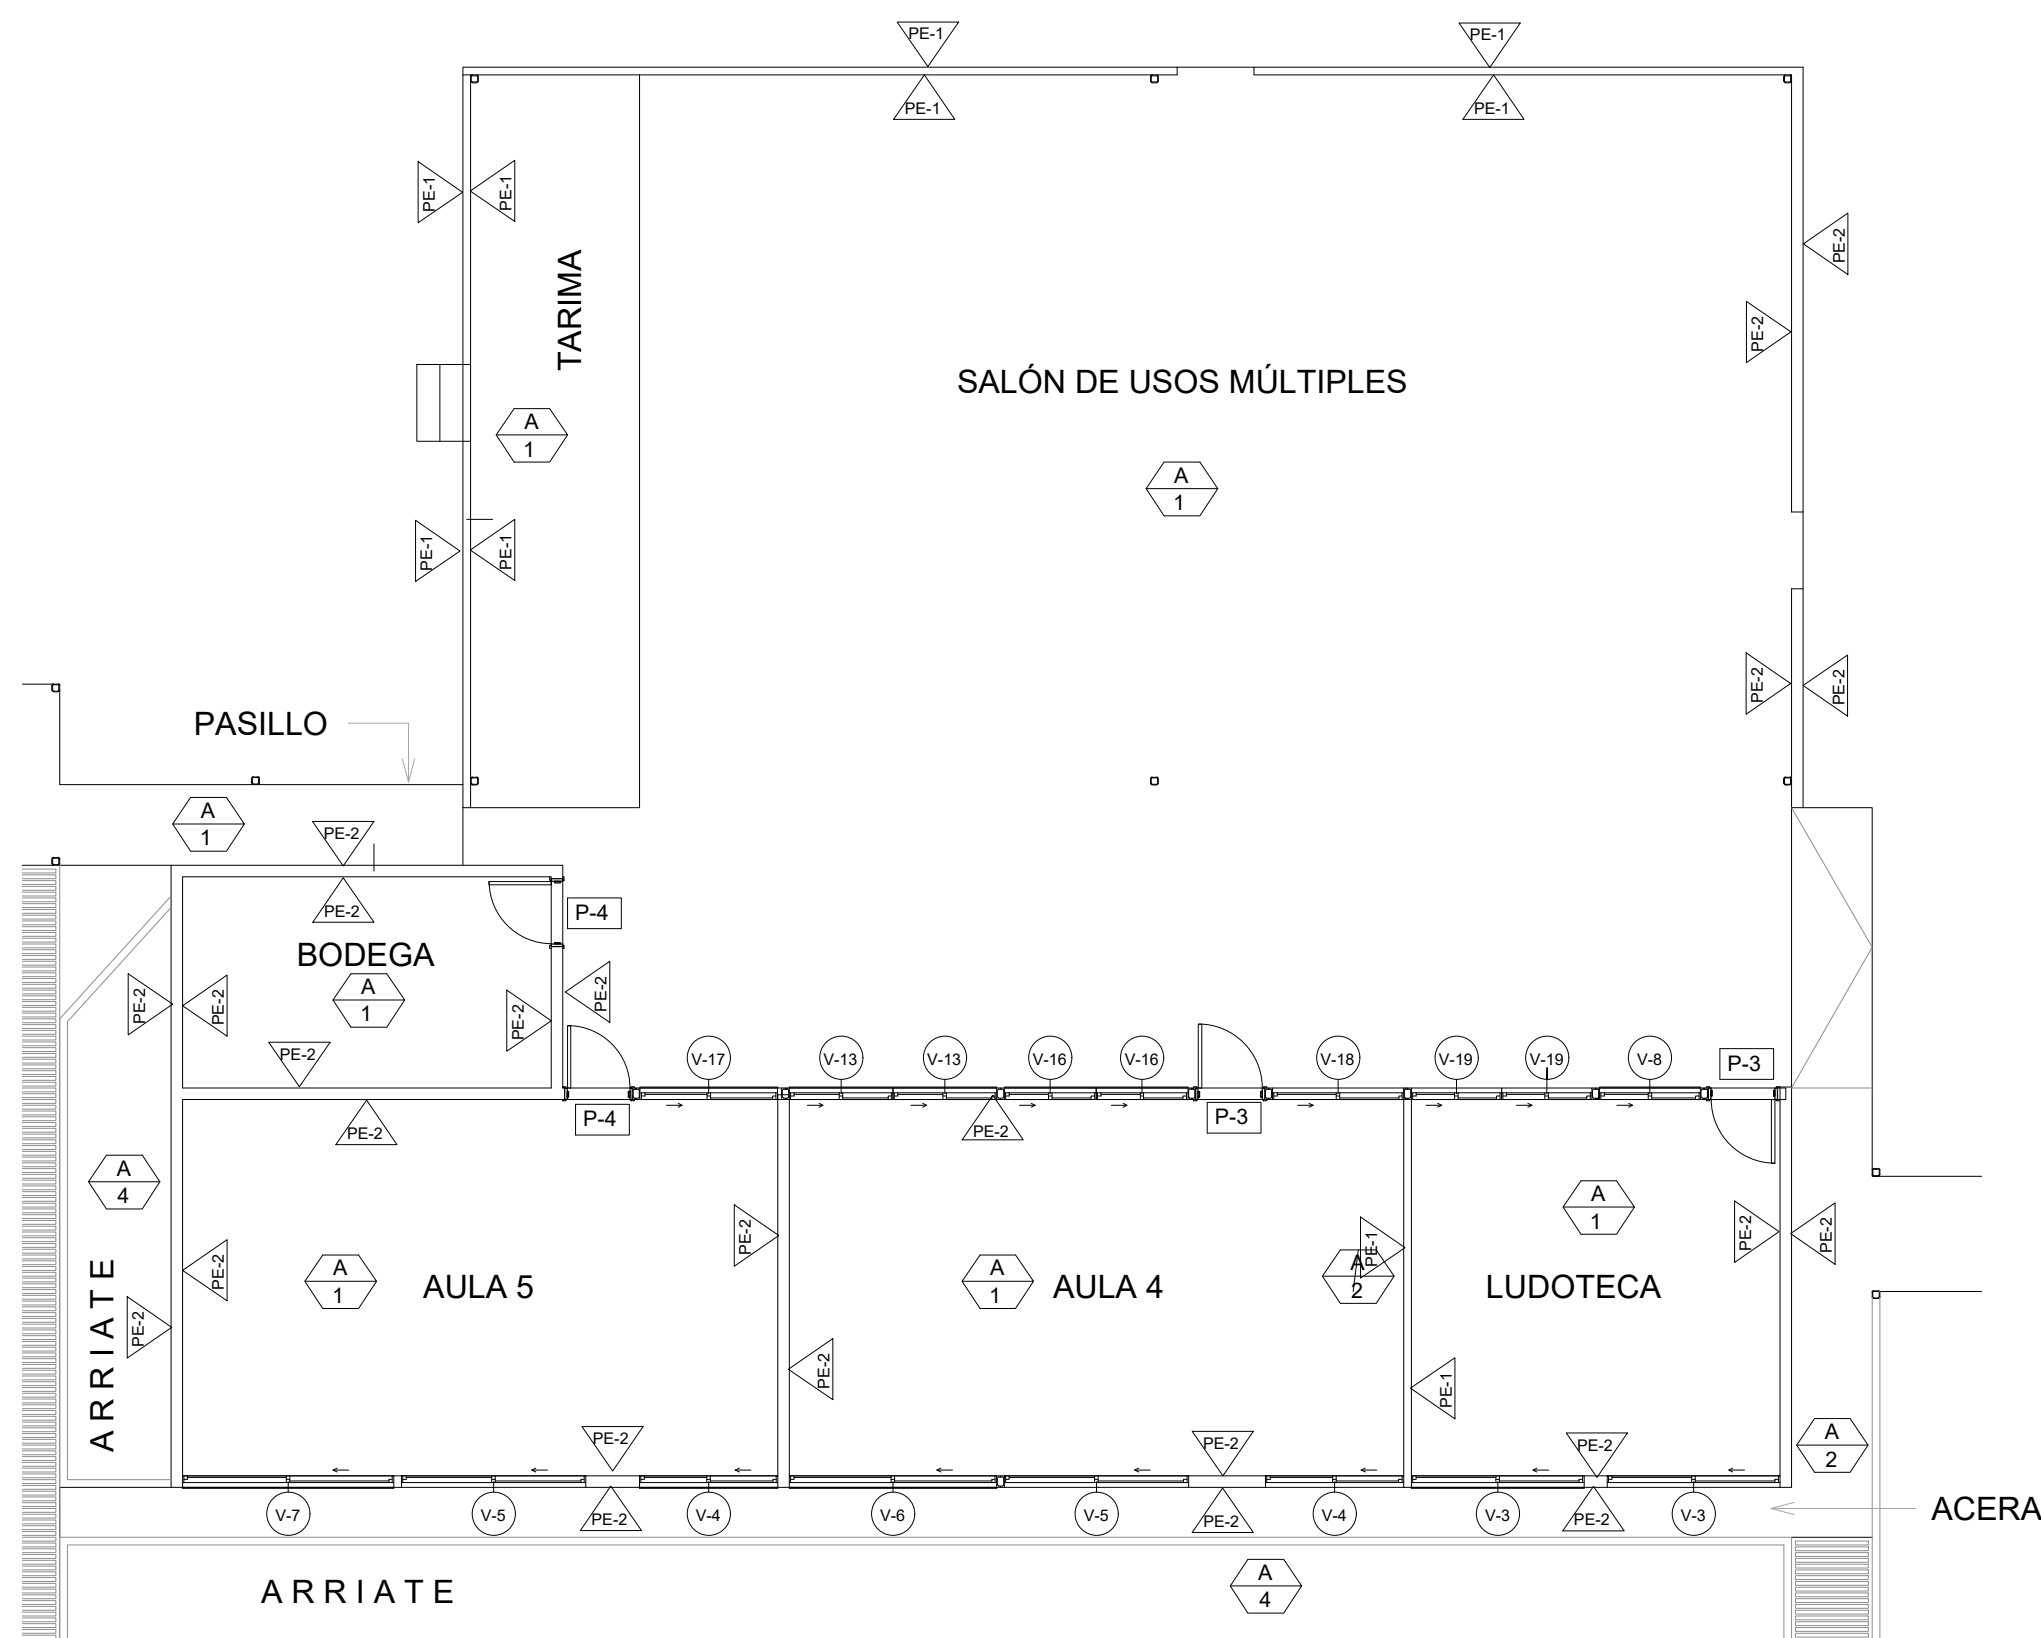 PE-1
PE-1
PE-1
PE-1
PE-1
PE-1
PE-2
TARIMA
PE-2
SALÓN DE USOS MÚLTIPLES
A
1
A
1
PE-1
PE-1
PE-2
PE-2
PASILLO
A
1
PE-2
PE-2
P-4
BODEGA
A
1
PE-2
PE-2
PE-2
PE-2
PE-2
V-17
V-13
V-13
V-16
V-16
V-18
V-19
V-19
V-8
P-3
P-4
P-3
PE-2
PE-2
A
4
A
1
PE-2
PE-1
PE-2
PE-2
PE-2
A
1
AULA 5
A
1
AULA 4
A
2
LUDOTECA
ARRIATE
PE-2
PE-2
PE-1
A
2
PE-2
PE-2
PE-2
V-7
V-5
PE-2
V-4
V-6
V-5
PE-2
V-4
V-3
PE-2
V-3
ACERA
ARRIATE
A
4